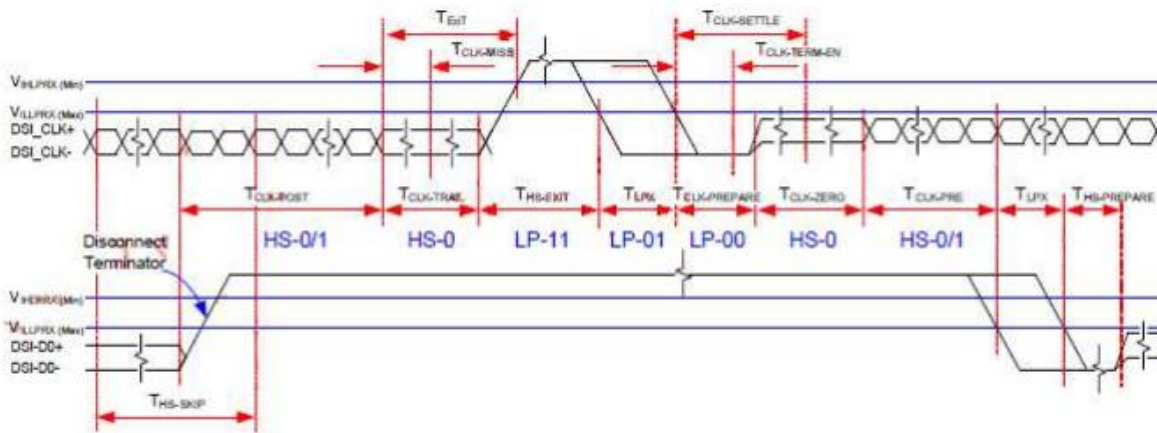 TEOT TCLK-SETTLE
TCLK-MISS TCLK-TERM-EN
VIHLPRX (Min)
VILLPRX (Max)
DSI_CLK+
DSI_CLK-
TCLK-POST TCLK-TRAIL THS-EXIT TLPX TCLK-PREPARE TCLK-ZERO TCLK-PRE TLPX THS-PREPARE
HS-0/1 HS-0 LP-11 LP-01 LP-00 HS-0 HS-0/1
Disconnect
Terminator
VILLPRX (Max)
DSI-D0+
DSI-D0-
THS-SKIP